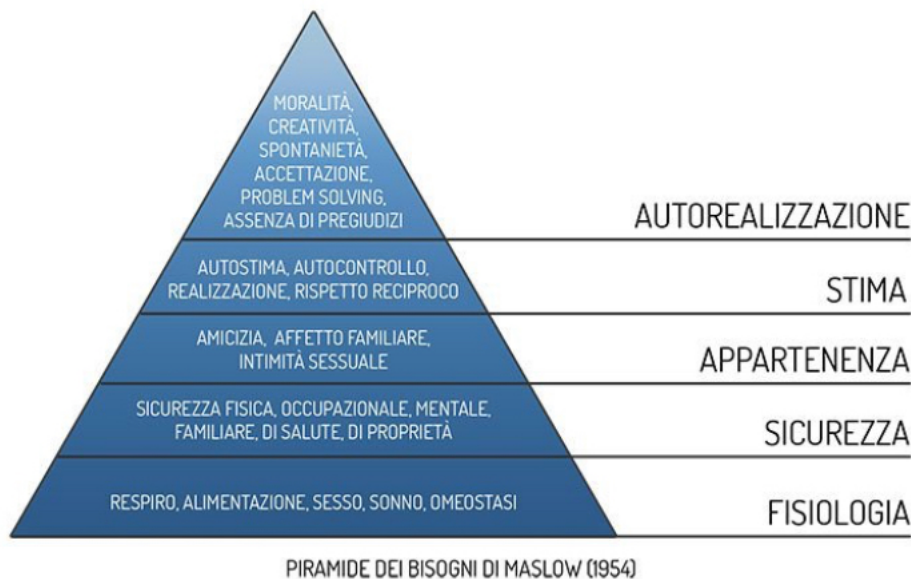 MORALITÀ,
CREATIVITÀ,
SPONTANIETÀ,
ACCETTAZIONE,
PROBLEM SOLVING,
ASSENZA DI PREGIUDIZI
AUTOREALIZZAZIONE
AUTOSTIMA, AUTOCONTROLLO,
REALIZZAZIONE, RISPETTO RECIPROCO
STIMA
AMICIZIA, AFFETTO FAMILIARE,
INTIMITÀ SESSUALE
APPARTENENZA
SICUREZZA FISICA, OCCUPAZIONALE, MENTALE,
FAMILIARE, DI SALUTE, DI PROPRIETÀ
SICUREZZA
RESPIRO, ALIMENTAZIONE, SESSO, SONNO, OMEOSTASI
FISIOLOGIA
PIRAMIDE DEI BISOGNI DI MASLOW (1954)